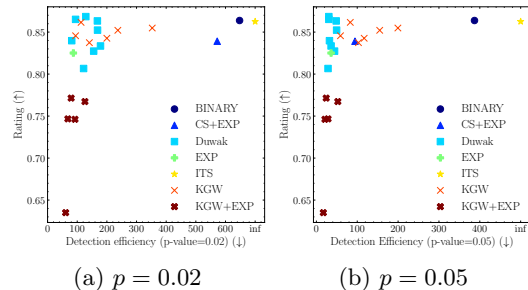 Rating (↑)
0.85
0.80
0.75
0.70
0.65
BINARY
CS+EXP
Duwak
EXP
ITS
KGW
KGW+EXP
0 100 200 300 400 500 600 inf
Detection efficiency (p-value=0.02) (↓)
(a) p = 0.02
Rating (↑)
0.85
0.80
0.75
0.70
0.65
BINARY
CS+EXP
Duwak
EXP
ITS
KGW
KGW+EXP
0 100 200 300 400 inf
Detection Efficiency (p-value=0.05) (↓)
(b) p = 0.05